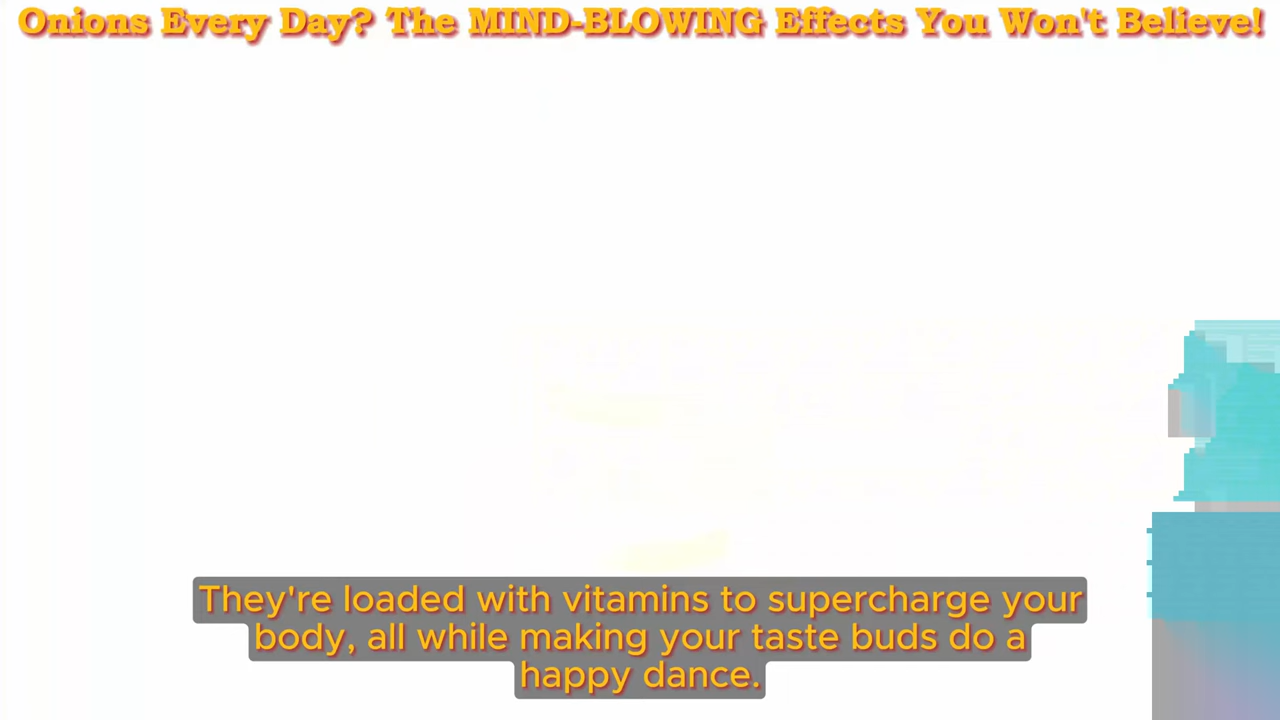 Onions Every Day? The MIND-BLOWING Effects You Won't Believe!
They're loaded with vitamins to supercharge your
body, all while making your taste buds do a
happy dance.